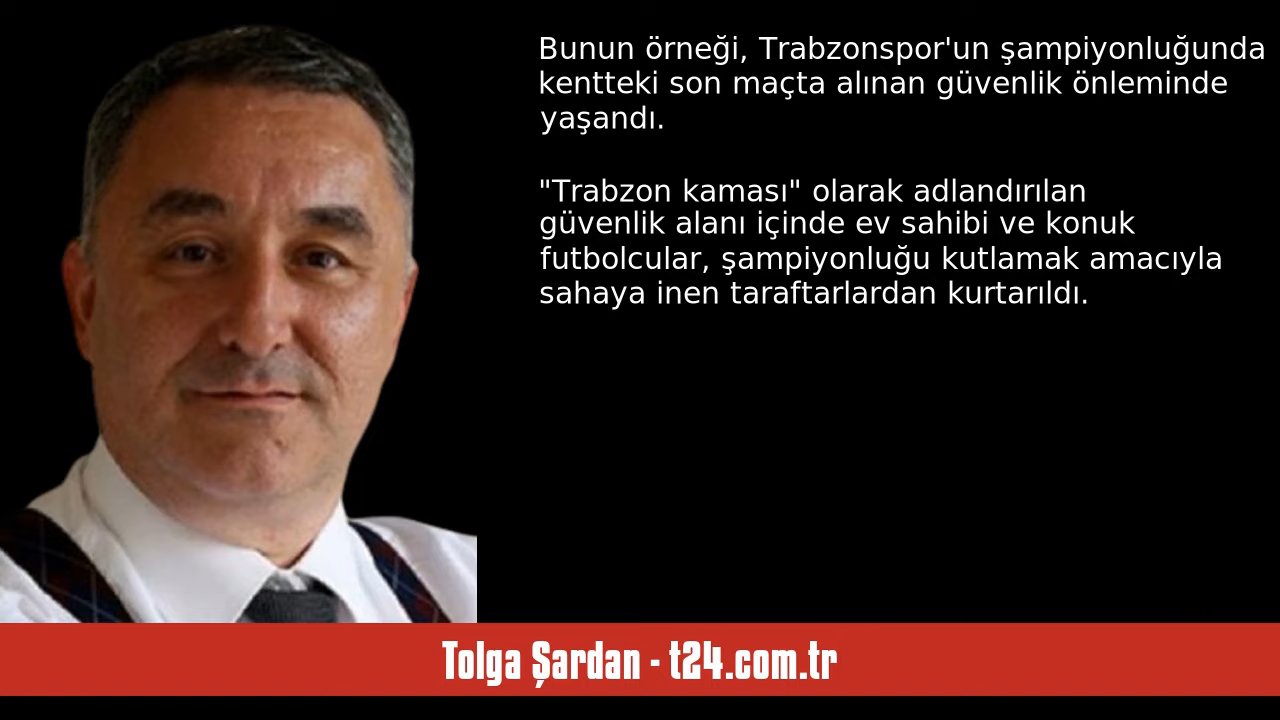 Bunun örneği, Trabzonspor'un şampiyonluğunda
kentteki son maçta alınan güvenlik önleminde
yaşandı.
"Trabzon kaması" olarak adlandırılan
güvenlik alanı içinde ev sahibi ve konuk
futbolcular, şampiyonluğu kutlamak amacıyla
sahaya inen taraftarlardan kurtarıldı.
Tolga Şardan - t24.com.tr